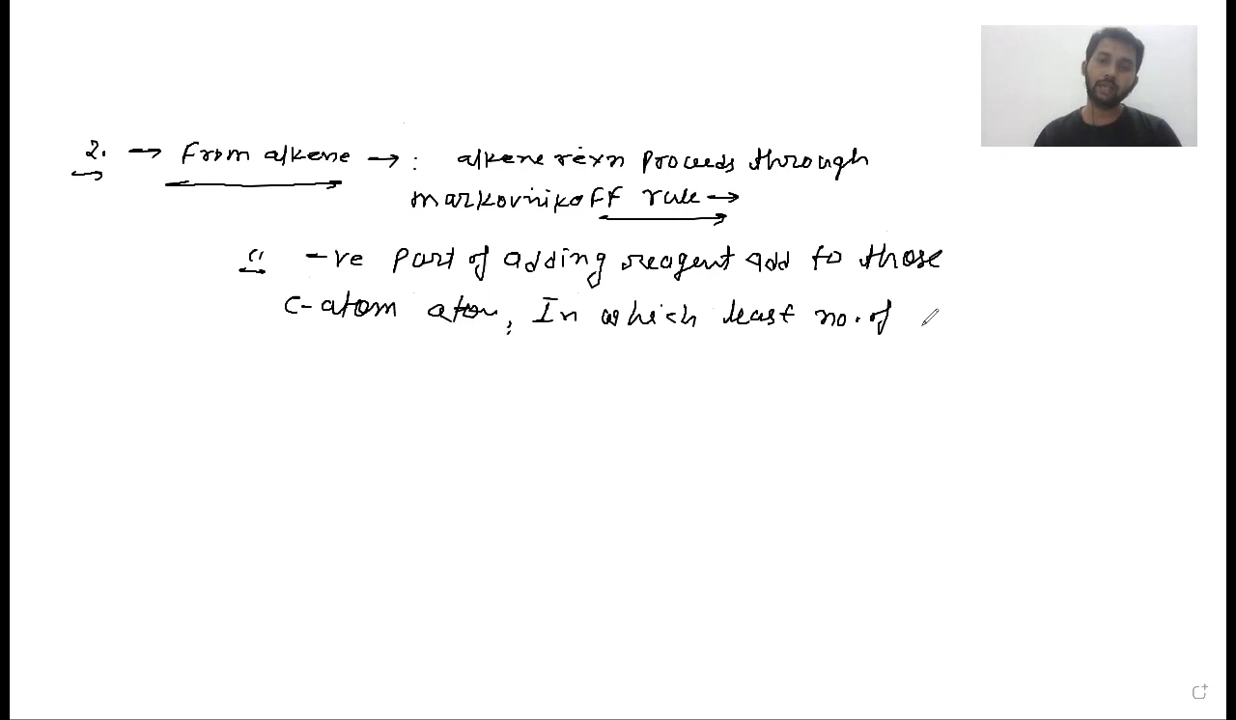 2. → From alkene → : alkene rexn proceeds through
markovnikoff rule →
" -ve part of adding reagent add to those
C-atom atom, In which least no. of